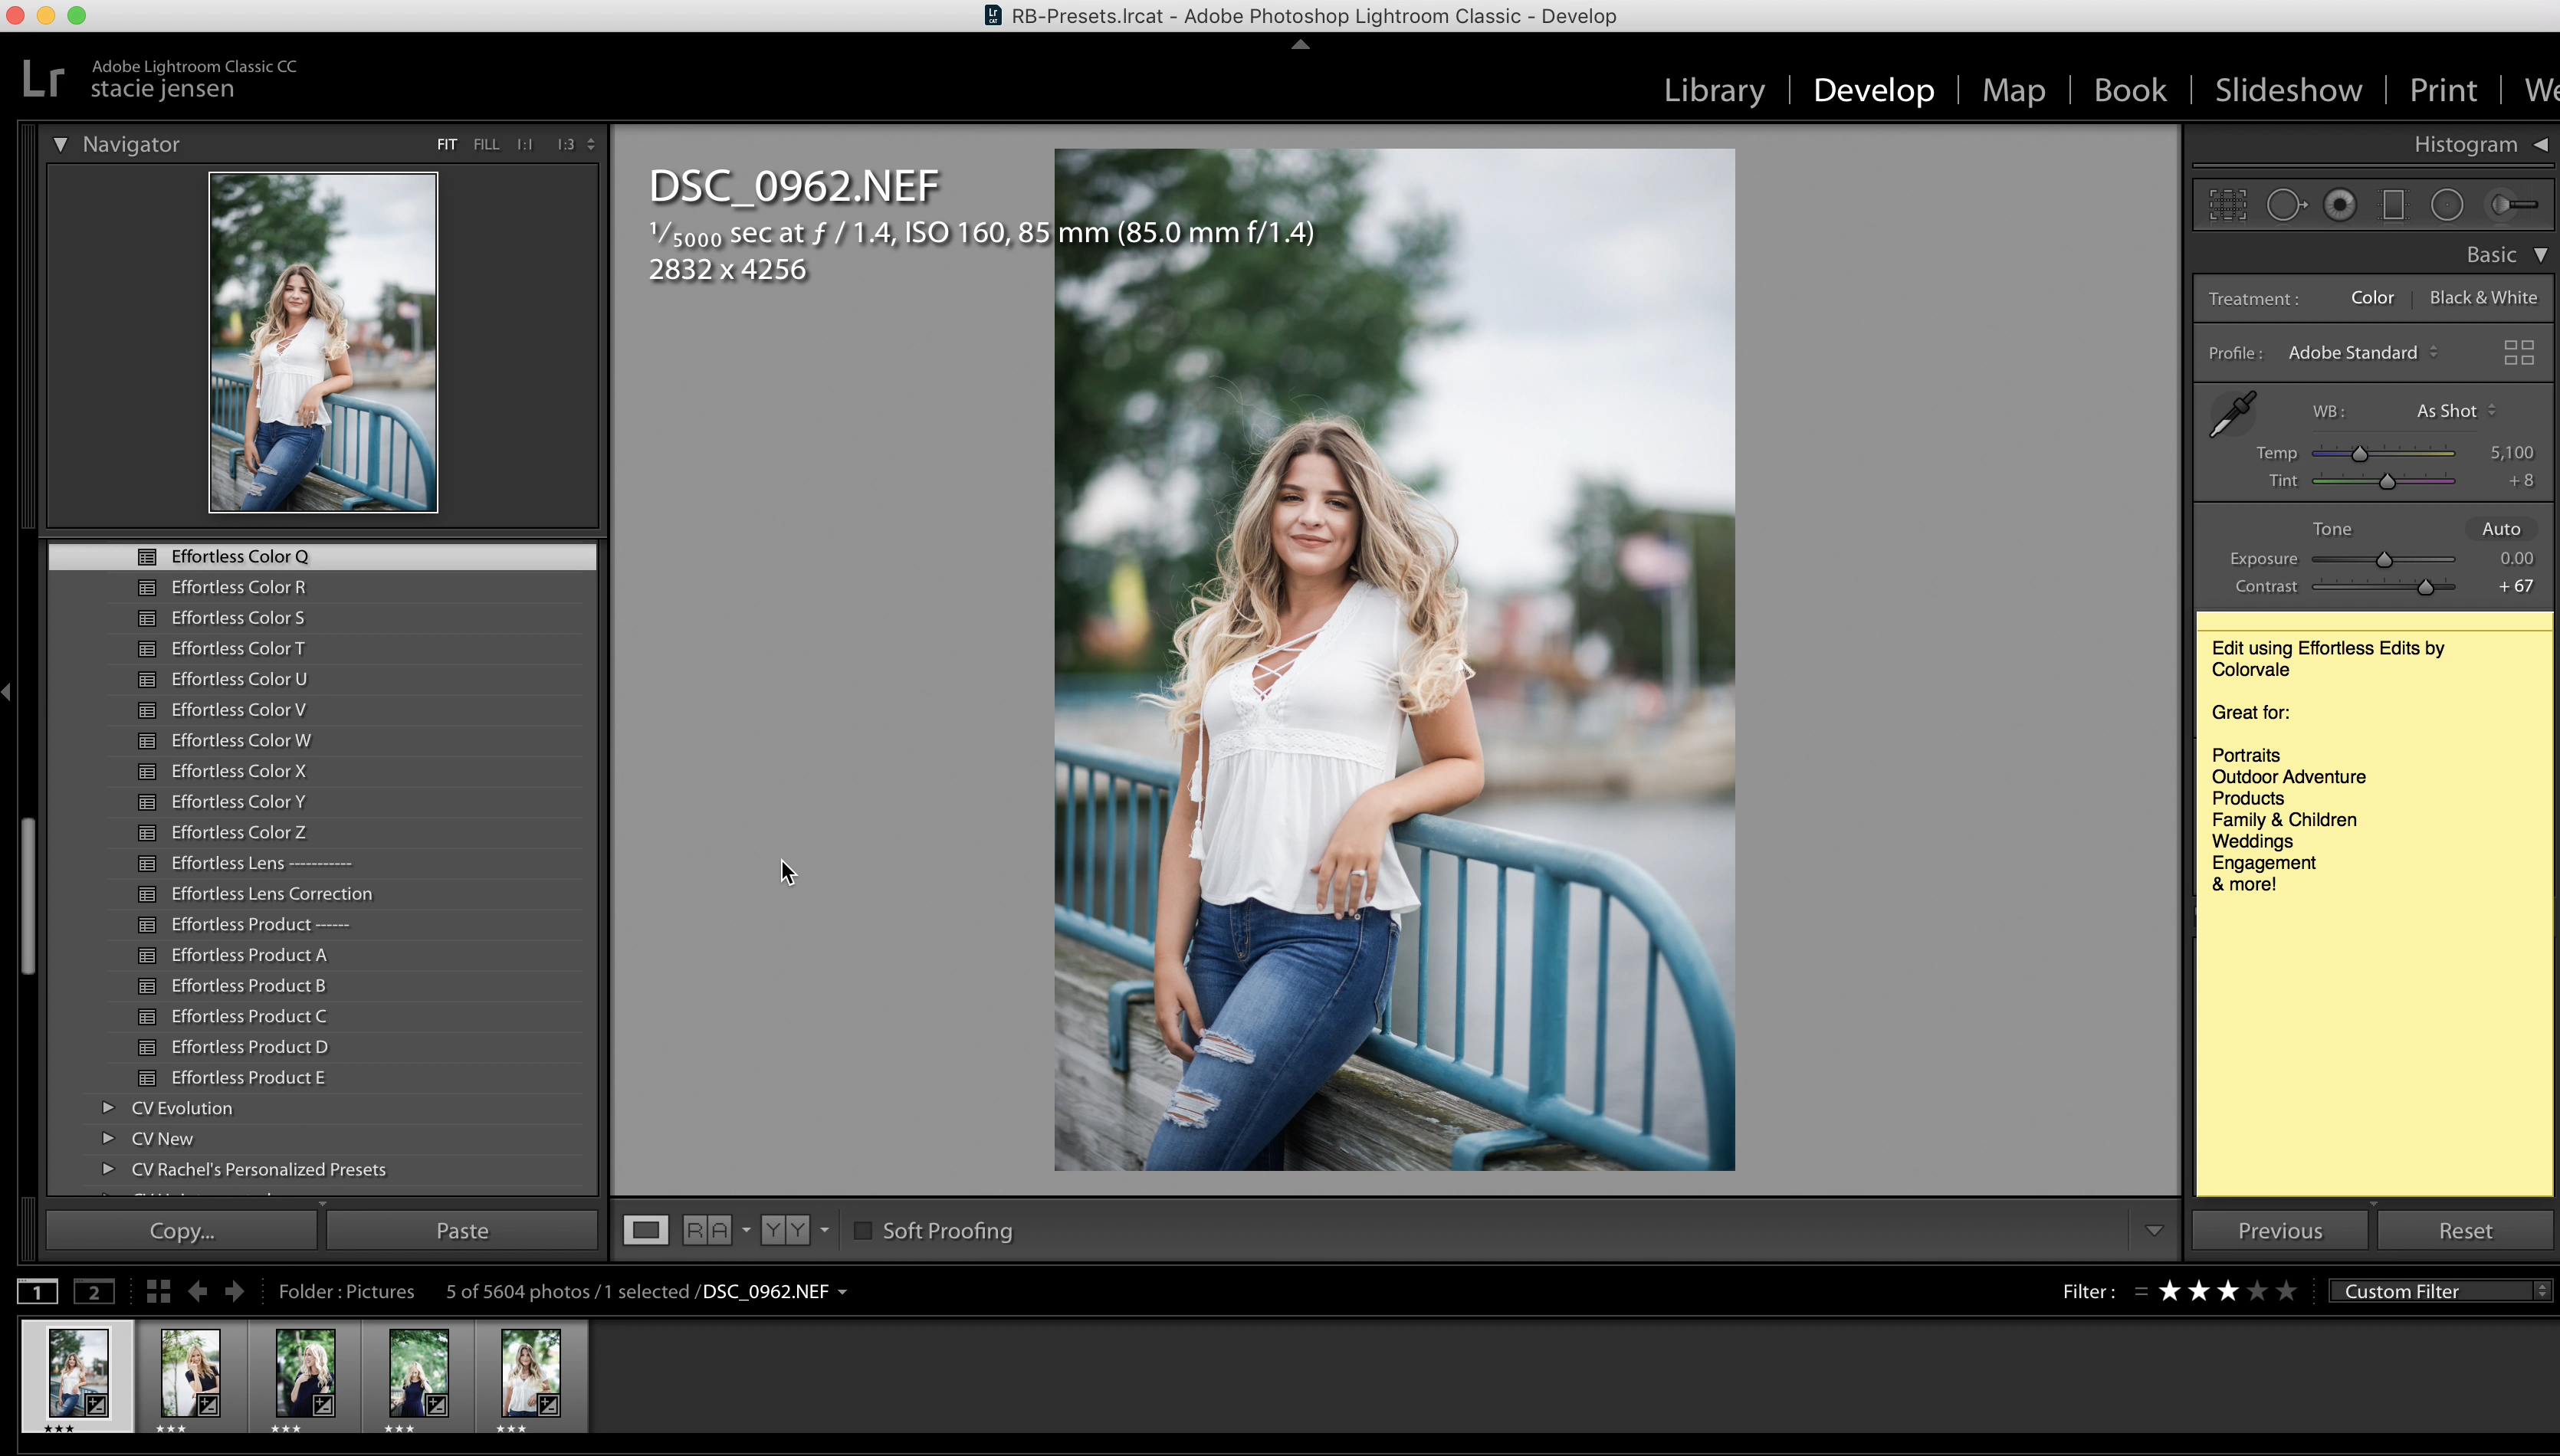 RB-Presets.lrcat - Adobe Photoshop Lightroom Classic - Develop
Lr
Adobe Lightroom Classic CC
stacie jensen
Library | Develop | Map | Book | Slideshow | Print |
Navigator
FIT FILL 1:1 1:3
DSC_0962.NEF
1/5000 sec at ƒ / 1.4, ISO 160, 85 mm (85.0 mm f/1.4)
2832 x 4256
Effortless Color Q
Effortless Color R
Effortless Color S
Effortless Color T
Effortless Color U
Effortless Color V
Effortless Color W
Effortless Color X
Effortless Color Y
Effortless Color Z
Effortless Lens -----------
Effortless Lens Correction
Effortless Product ------
Effortless Product A
Effortless Product B
Effortless Product C
Effortless Product D
Effortless Product E
CV Evolution
CV New
CV Rachel's Personalized Presets
Copy...
Paste
Histogram
Basic
Treatment : Color | Black & White
Profile : Adobe Standard
WB : As Shot
Temp 5,100
Tint + 8
Tone Auto
Exposure 0.00
Contrast + 67
Edit using Effortless Edits by
Colorvale
Great for:
Portraits
Outdoor Adventure
Products
Family & Children
Weddings
Engagement
& more!
R A
Y Y
Soft Proofing
Previous
Reset
1 2
Folder : Pictures
5 of 5604 photos / 1 selected / DSC_0962.NEF
Filter :
Custom Filter